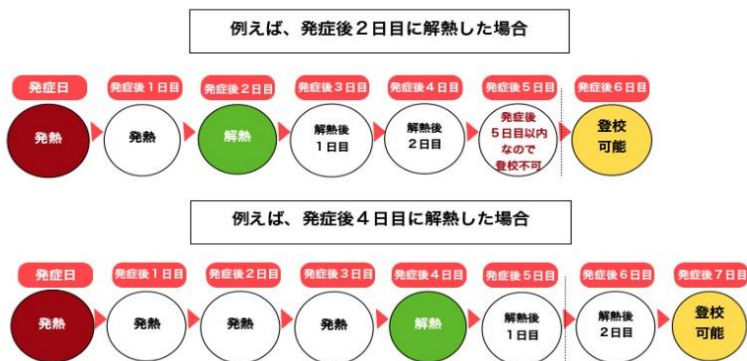 例えば、発症後２日目に解熱した場合
発症日 発症後１日目 発症後２日目 発症後３日目 発症後４日目 発症後５日目 発症後６日目
発熱
発熱
解熱
解熱後
１日目
解熱後
２日目
発症後
５日目以内
なので
登校不可
登校
可能
例えば、発症後４日目に解熱した場合
発症日 発症後１日目 発症後２日目 発症後３日目 発症後４日目 発症後５日目 発症後６日目 発症後７日目
発熱
発熱
発熱
発熱
解熱
解熱後
１日目
解熱後
２日目
登校
可能